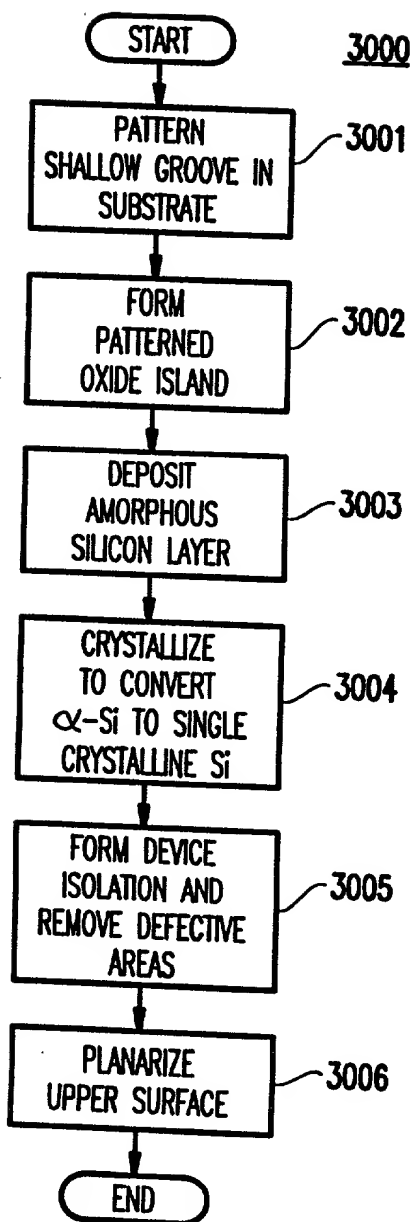 START
3000
PATTERN
SHALLOW GROOVE IN
SUBSTRATE
3001
FORM
PATTERNED
OXIDE ISLAND
3002
DEPOSIT
AMORPHOUS
SILICON LAYER
3003
CRYSTALLIZE
TO CONVERT
α-Si TO SINGLE
CRYSTALLINE Si
3004
FORM DEVICE
ISOLATION AND
REMOVE DEFECTIVE
AREAS
3005
PLANARIZE
UPPER SURFACE
3006
END